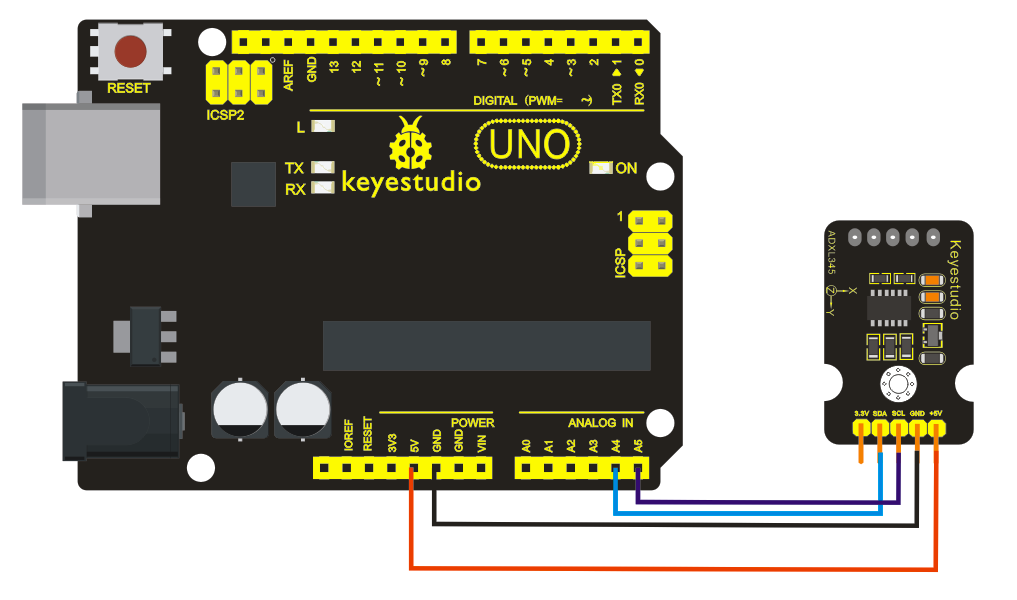 RESET
ICSP2
AREF
GND
13
12
~11
~10
~9
8
7
~6
~5
4
~3
2
TX0 ▶ 1
RX0 ◀ 0
DIGITAL (PWM= ~)
L
TX
RX
keyestudio
UNO
ON
1
ICSP
POWER
ANALOG IN
IOREF
RESET
3V3
5V
GND
GND
VIN
A0
A1
A2
A3
A4
A5
ADXL345
Keyestudio
Z
X
Y
3.3V
SDA
SCL
GND
+5V